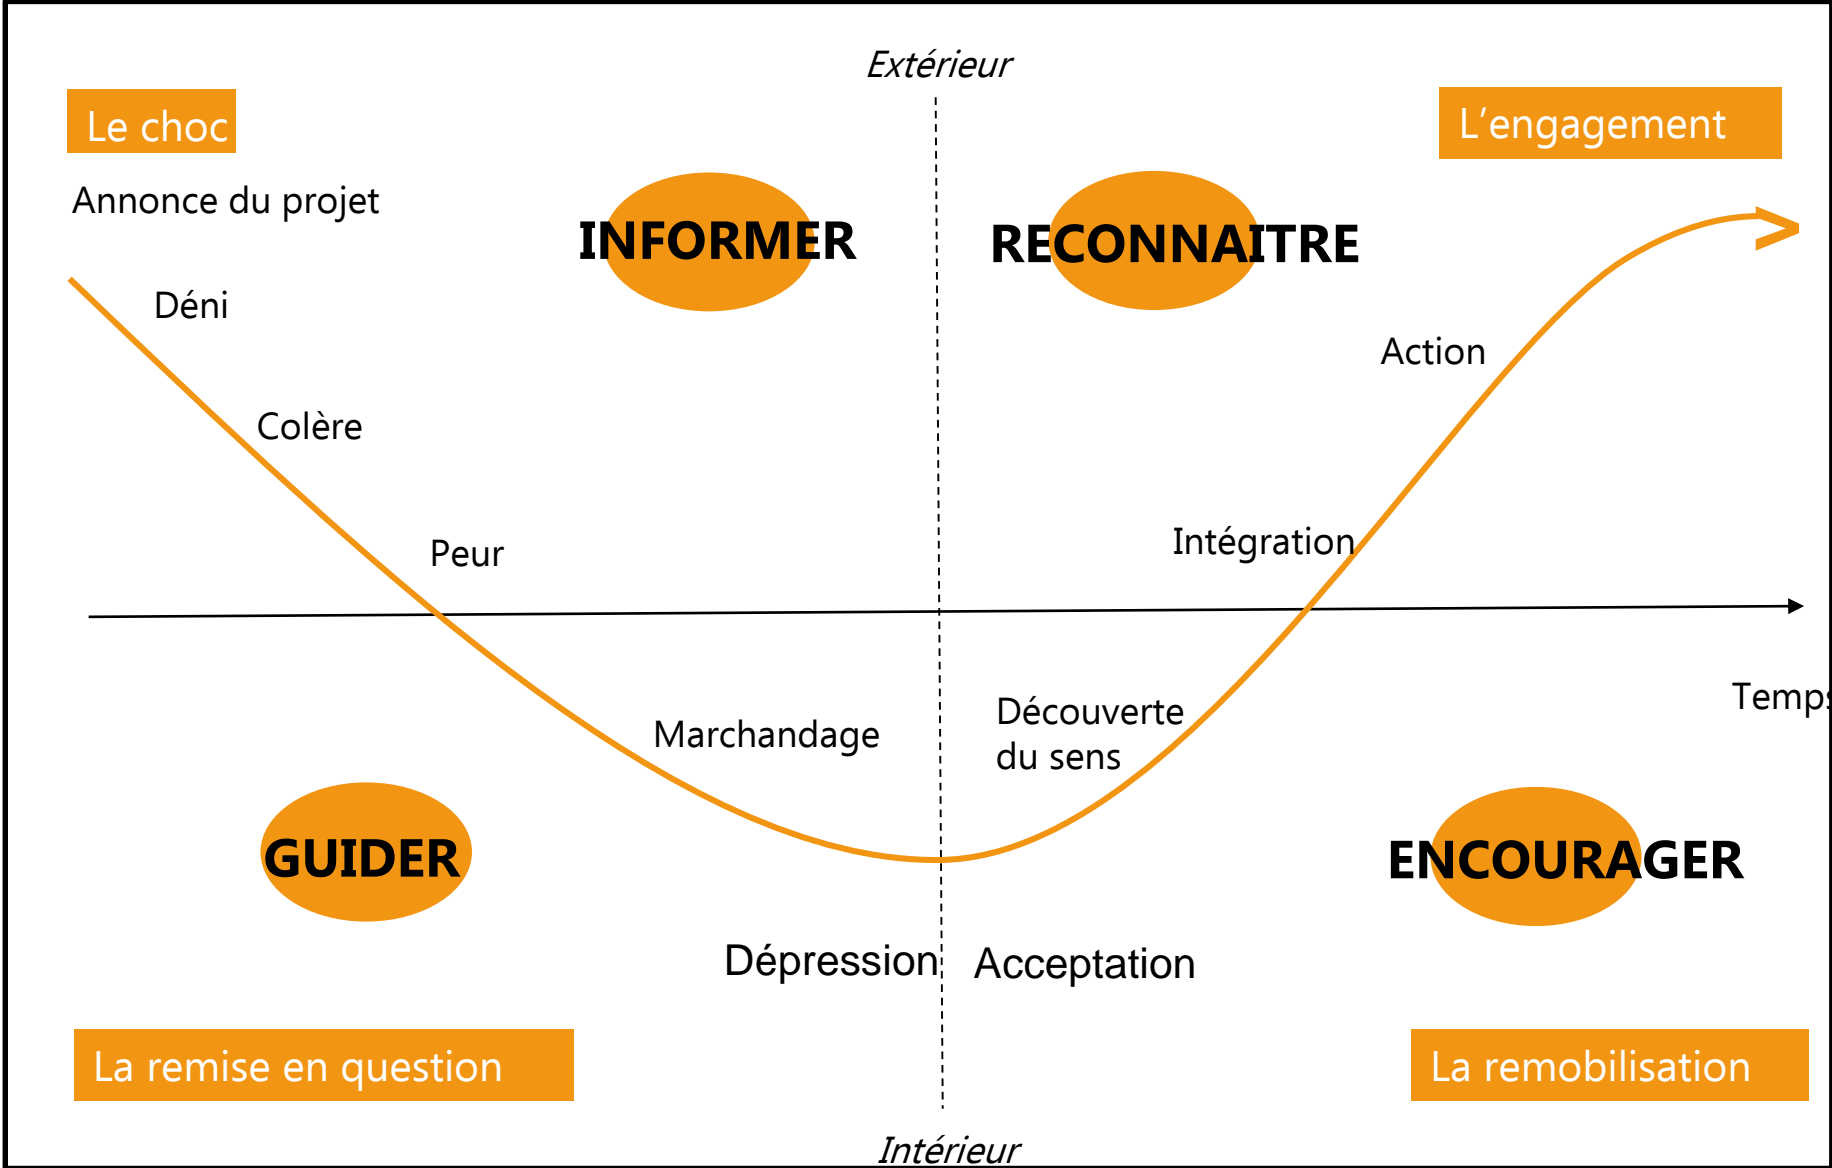 Extérieur
Le choc
L’engagement
Annonce du projet
INFORMER
RECONNAITRE
Déni
Action
Colère
Intégration
Peur
Temps
Découverte
du sens
Marchandage
GUIDER
ENCOURAGER
Dépression
Acceptation
La remise en question
La remobilisation
Intérieur